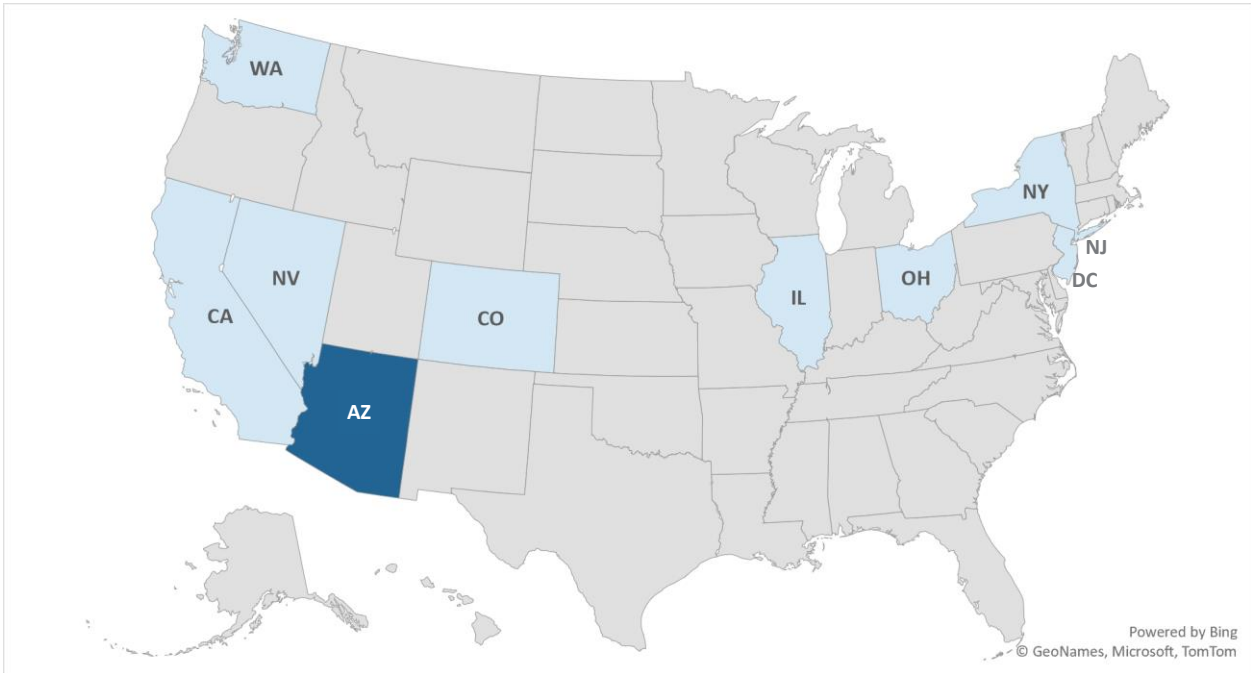 WA
NY
NJ
NV
OH
DC
IL
CA
CO
AZ
Powered by Bing
© GeoNames, Microsoft, TomTom